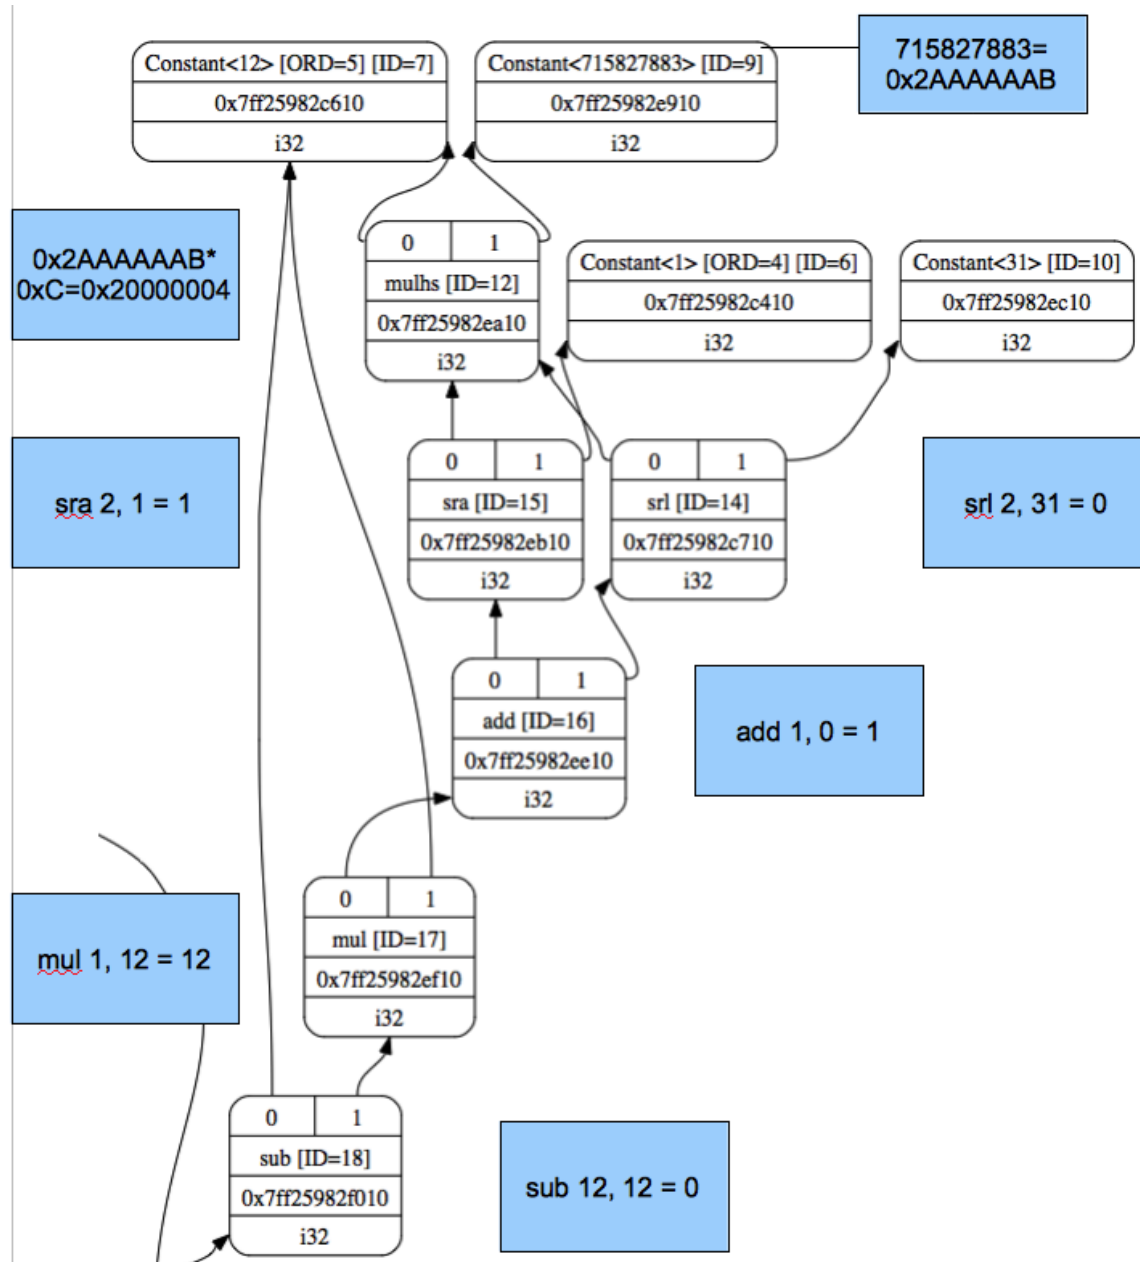 Constant<12> [ORD=5] [ID=7]
0x7ff25982c610
i32
Constant<715827883> [ID=9]
0x7ff25982e910
i32
715827883=
0x2AAAAAAB
0x2AAAAAAB*
0xC=0x20000004
0 1
mulhs [ID=12]
0x7ff25982ea10
i32
Constant<1> [ORD=4] [ID=6]
0x7ff25982c410
i32
Constant<31> [ID=10]
0x7ff25982ec10
i32
sra 2, 1 = 1
0 1
sra [ID=15]
0x7ff25982eb10
i32
0 1
srl [ID=14]
0x7ff25982c710
i32
srl 2, 31 = 0
0 1
add [ID=16]
0x7ff25982ee10
i32
add 1, 0 = 1
mul 1, 12 = 12
0 1
mul [ID=17]
0x7ff25982ef10
i32
0 1
sub [ID=18]
0x7ff25982f010
i32
sub 12, 12 = 0